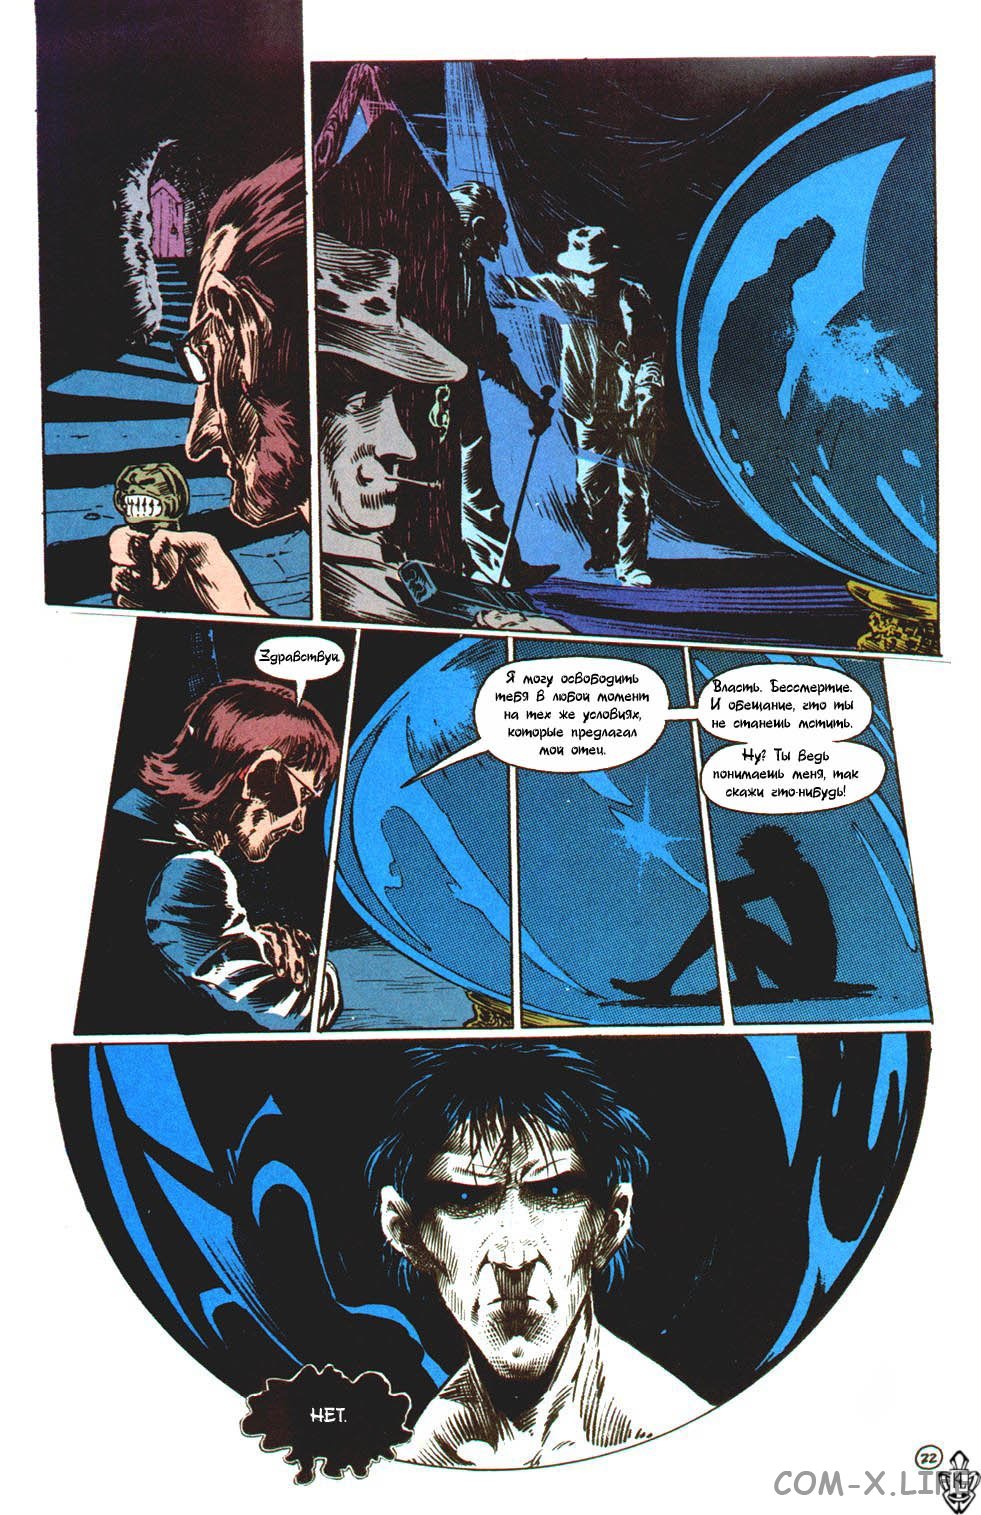 Здравствуй.
Я могу освободить
тебя в любой момент
на тех же условиях,
которые предлагал
мой отец.
Власть. Бессмертие.
И обещание, что ты
не станешь мстить.
Ну? Ты ведь
понимаешь меня, так
скажи что-нибудь!
НЕТ.
22
COM-X.LIFE